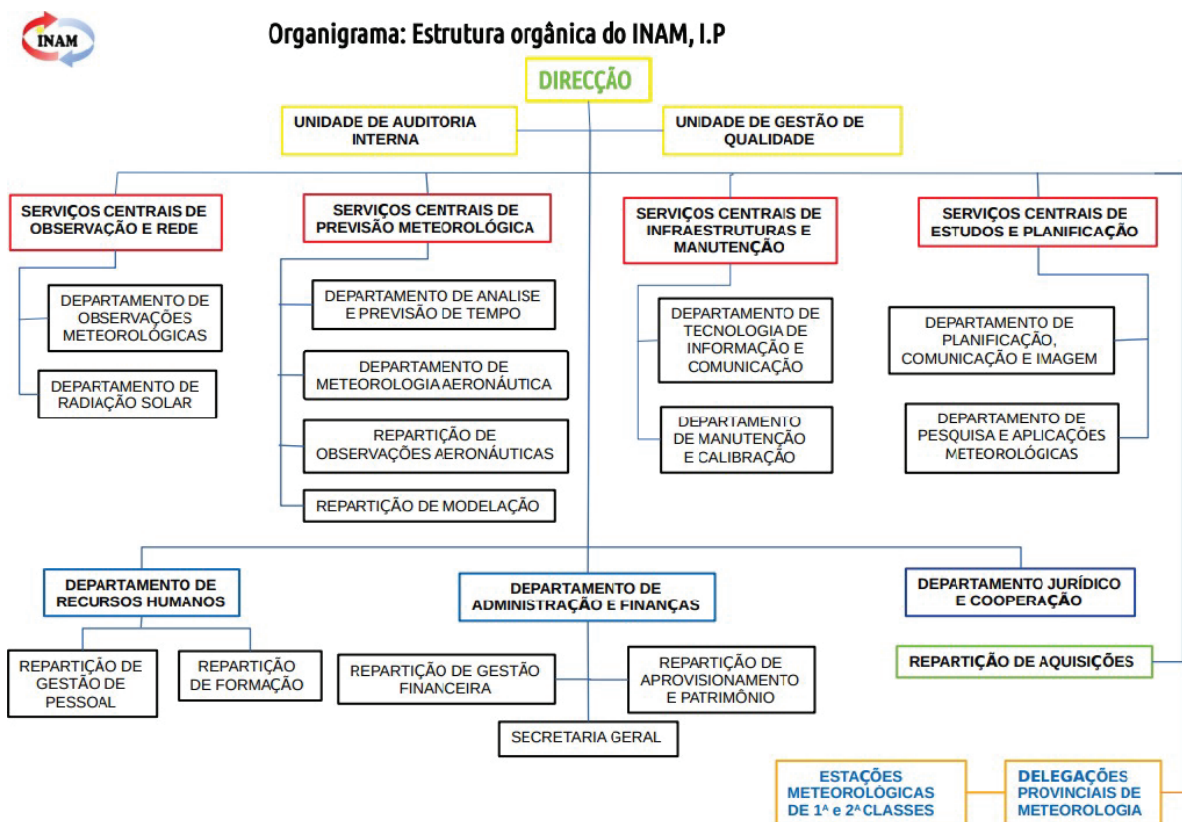 INAM
Organigrama: Estrutura orgânica do INAM, I.P
DIRECÇÃO
UNIDADE DE AUDITORIA
INTERNA
UNIDADE DE GESTÃO DE
QUALIDADE
SERVIÇOS CENTRAIS DE
OBSERVAÇÃO E REDE
SERVIÇOS CENTRAIS DE
PREVISÃO METEOROLÓGICA
SERVIÇOS CENTRAIS DE
INFRAESTRUTURAS E
MANUTENÇÃO
SERVIÇOS CENTRAIS DE
ESTUDOS E PLANIFICAÇÃO
DEPARTAMENTO DE
OBSERVAÇÕES
METEOROLÓGICAS
DEPARTAMENTO DE
RADIAÇÃO SOLAR
DEPARTAMENTO DE ANALISE
E PREVISÃO DE TEMPO
DEPARTAMENTO DE
METEOROLOGIA AERONÁUTICA
REPARTIÇÃO DE
OBSERVAÇÕES AERONÁUTICAS
REPARTIÇÃO DE MODELAÇÃO
DEPARTAMENTO DE
TECNOLOGIA DE
INFORMAÇÃO E
COMUNICAÇÃO
DEPARTAMENTO
DE MANUTENÇÃO
E CALIBRAÇÃO
DEPARTAMENTO DE
PLANIFICAÇÃO,
COMUNICAÇÃO E IMAGEM
DEPARTAMENTO DE
PESQUISA E APLICAÇÕES
METEOROLÓGICAS
DEPARTAMENTO DE
RECURSOS HUMANOS
DEPARTAMENTO DE
ADMINISTRAÇÃO E FINANÇAS
DEPARTAMENTO JURÍDICO
E COOPERAÇÃO
REPARTIÇÃO DE
GESTÃO DE
PESSOAL
REPARTIÇÃO
DE FORMAÇÃO
REPARTIÇÃO DE GESTÃO
FINANCEIRA
REPARTIÇÃO DE
APROVISIONAMENTO
E PATRIMÔNIO
SECRETARIA GERAL
REPARTIÇÃO DE AQUISIÇÕES
ESTAÇÕES
METEOROLÓGICAS
DE 1ª e 2ª CLASSES
DELEGAÇÕES
PROVINCIAIS DE
METEOROLOGIA